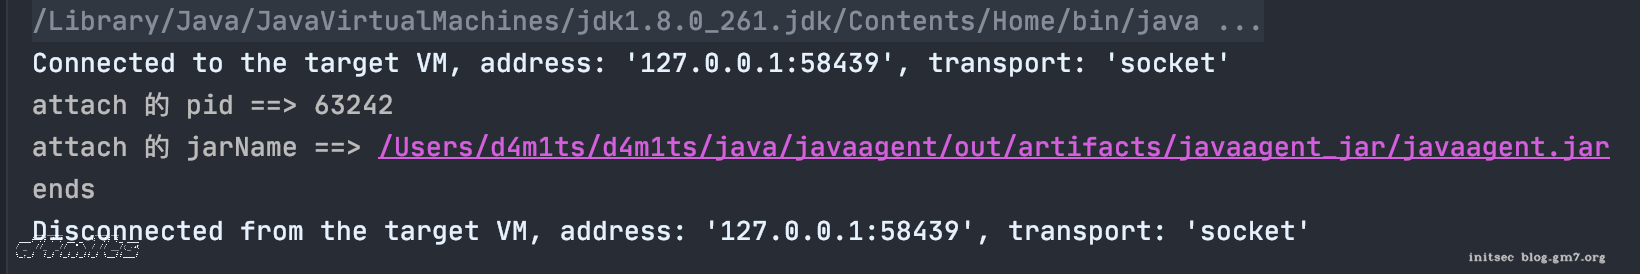 /Library/Java/JavaVirtualMachines/jdk1.8.0_261.jdk/Contents/Home/bin/java ...
Connected to the target VM, address: '127.0.0.1:58439', transport: 'socket'
attach 的 pid ==> 63242
attach 的 jarName ==> /Users/d4m1ts/d4m1ts/java/javaagent/out/artifacts/javaagent_jar/javaagent.jar
ends
Disconnected from the target VM, address: '127.0.0.1:58439', transport: 'socket'
d4m1ts
initsec blog.gm7.org